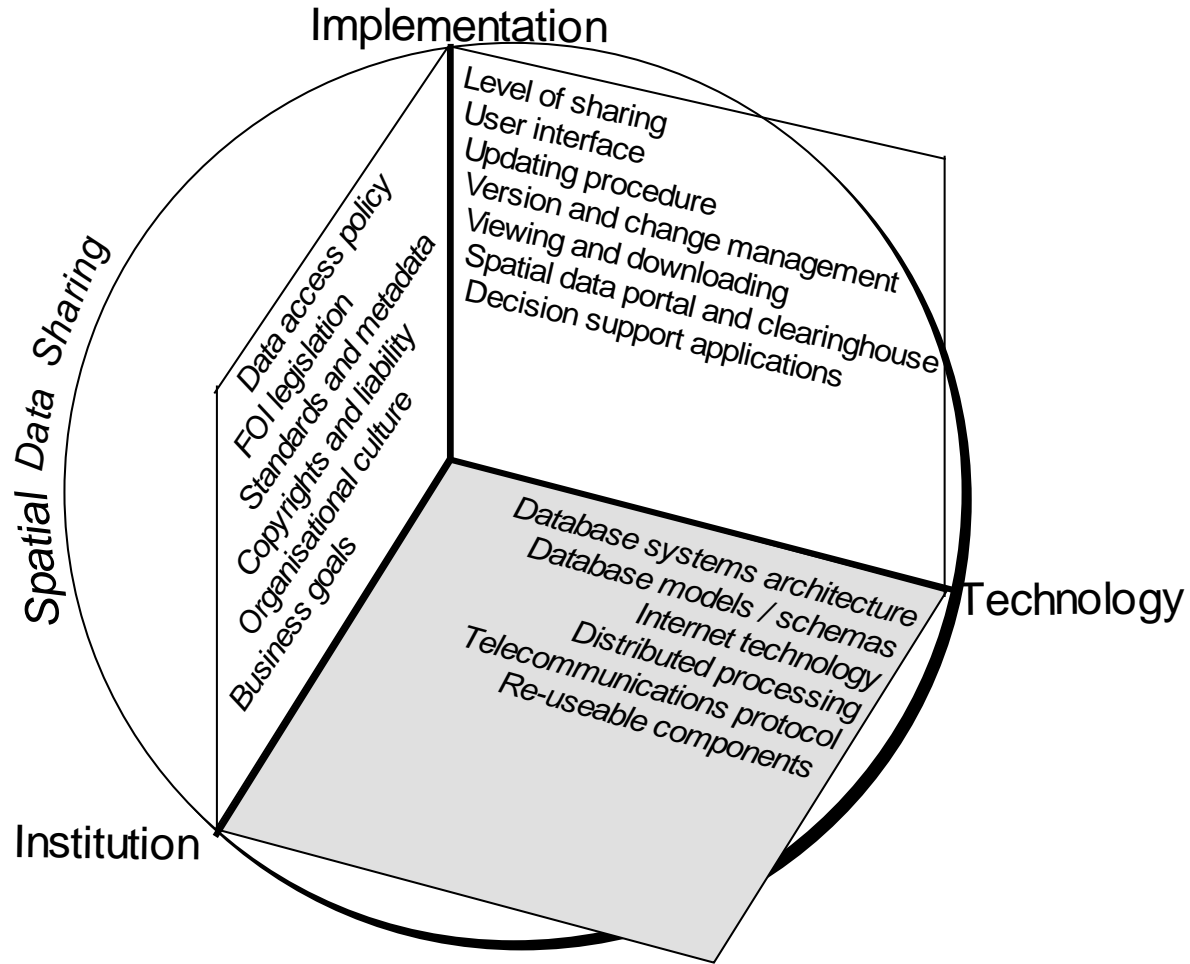 Implementation
Level of sharing
User interface
Updating procedure
Version and change management
Viewing and downloading
Spatial data portal and clearinghouse
Decision support applications
Data access policy
FOI legislation
Standards and metadata
Copyrights and liability
Organisational culture
Business goals
Spatial Data Sharing
Database systems architecture
Database models / schemas
Internet technology
Distributed processing
Telecommunications protocol
Re-useable components
Technology
Institution